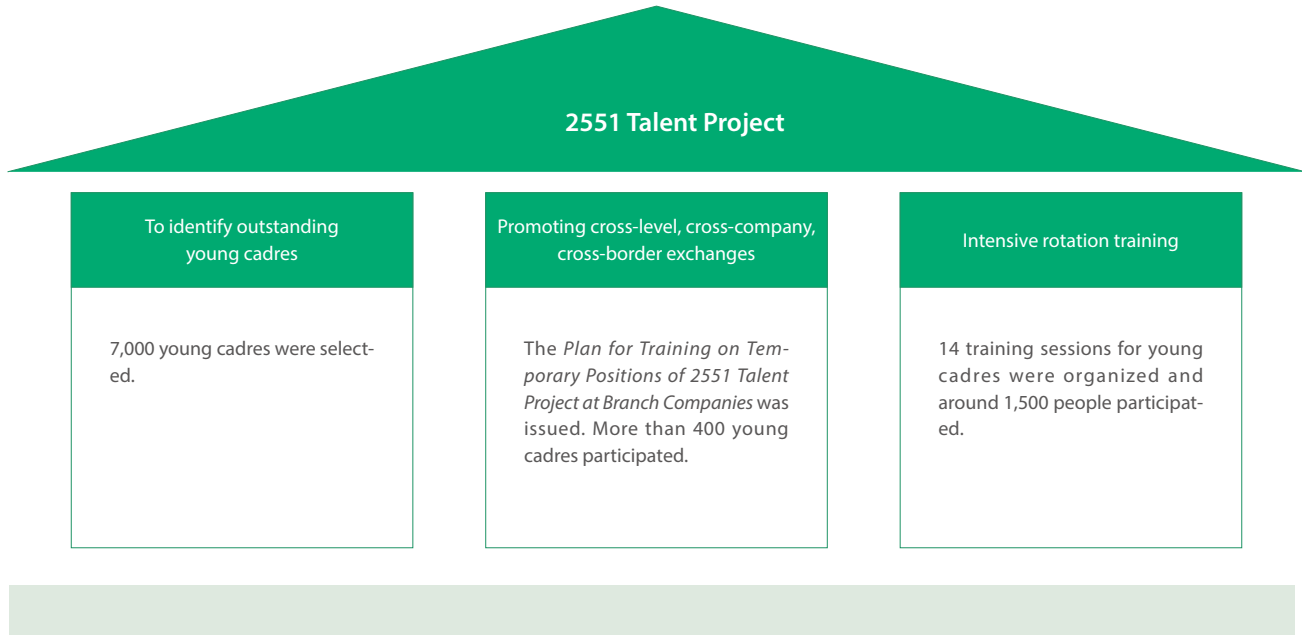 2551 Talent Project
To identify outstanding
young cadres
7,000 young cadres were select-
ed.
Promoting cross-level, cross-company,
cross-border exchanges
The Plan for Training on Tem-
porary Positions of 2551 Talent
Project at Branch Companies was
issued. More than 400 young
cadres participated.
Intensive rotation training
14 training sessions for young
cadres were organized and
around 1,500 people participat-
ed.